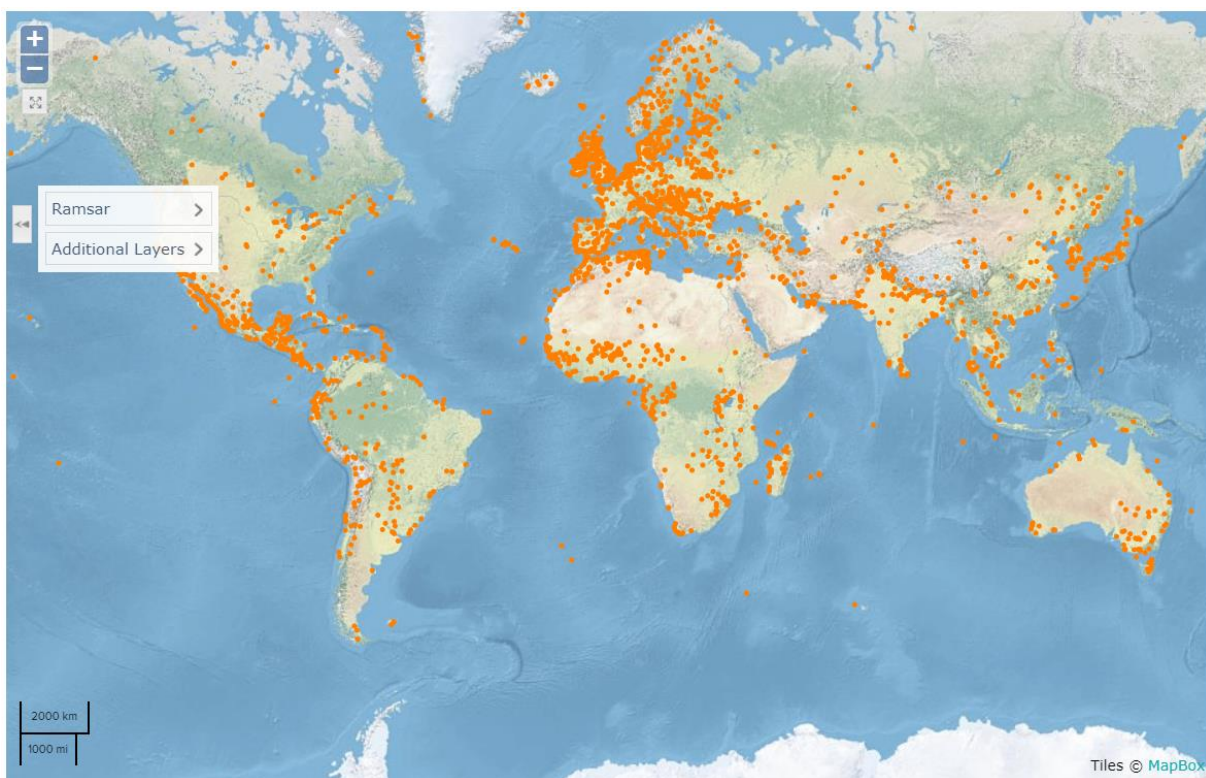 +
−
Ramsar
Additional Layers
2000 km
1000 mi
Tiles © MapBox